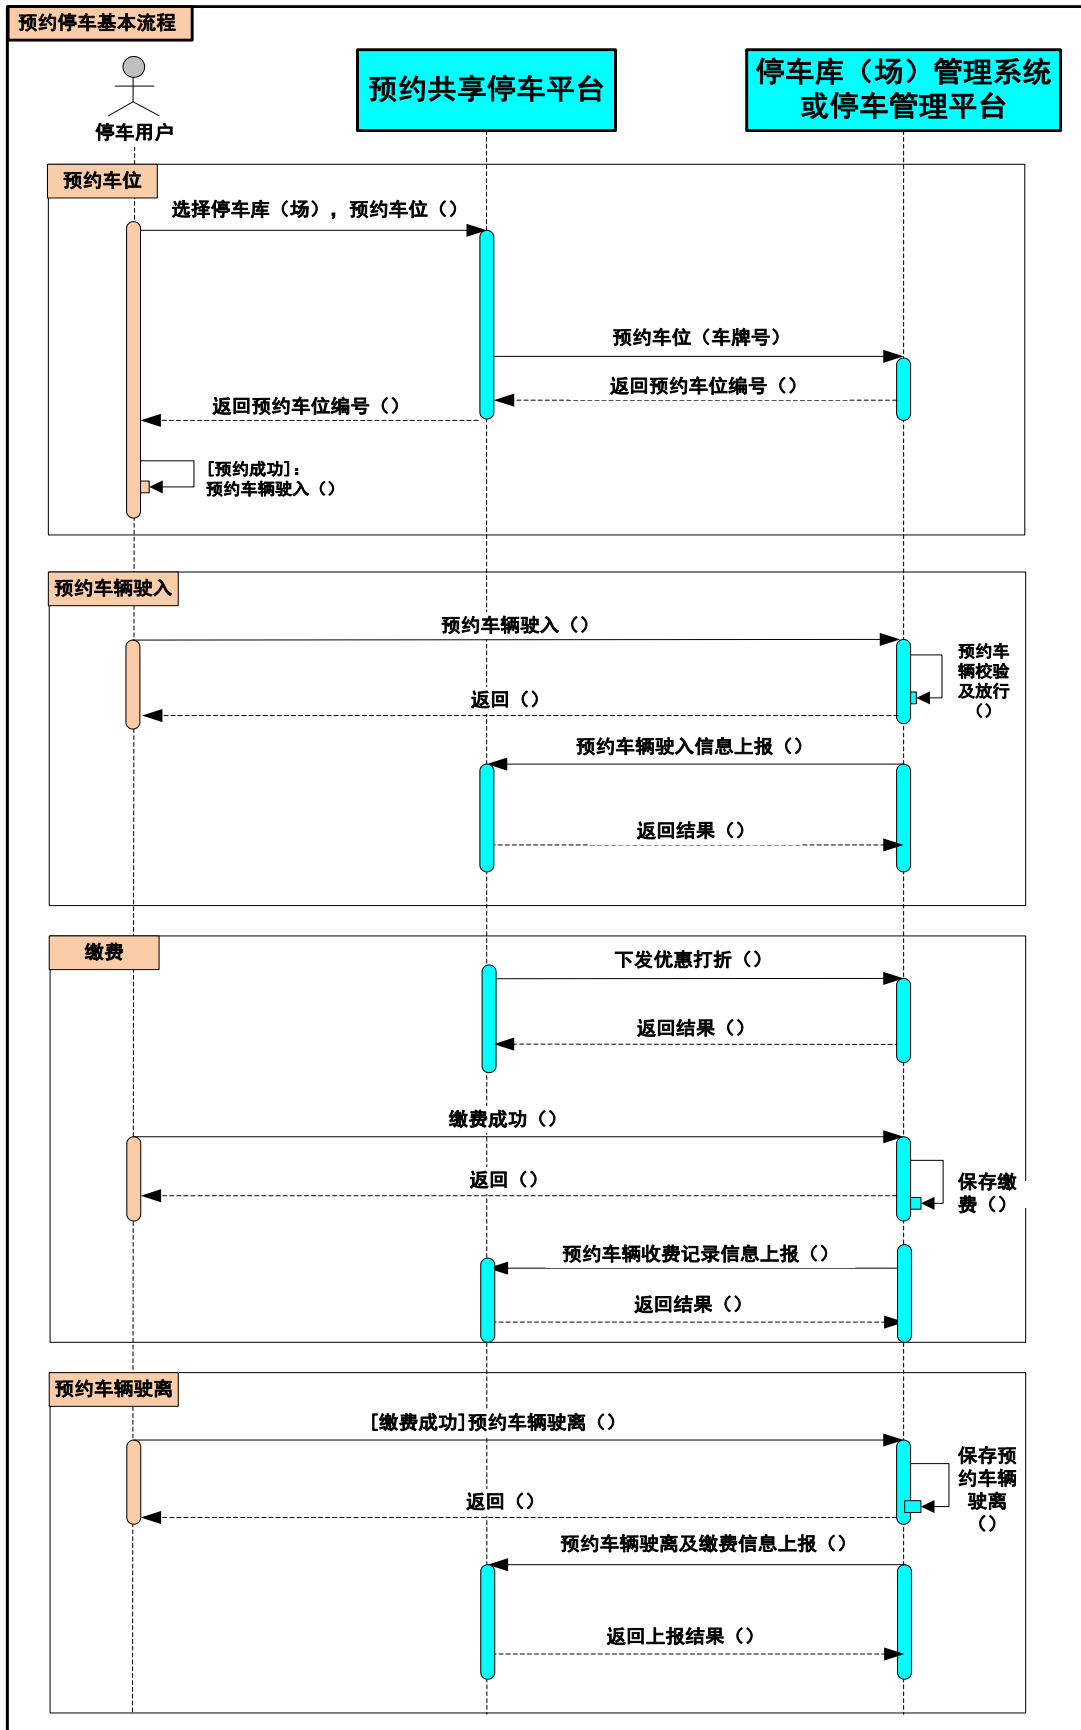 预约停车基本流程
停车用户
预约共享停车平台
停车库（场）管理系统
或停车管理平台
预约车位
选择停车库（场），预约车位（）
预约车位（车牌号）
返回预约车位编号（）
返回预约车位编号（）
[预约成功]：
预约车辆驶入（）
预约车辆驶入
预约车辆驶入（）
预约车
辆校验
及放行
（）
返回（）
预约车辆驶入信息上报（）
返回结果（）
缴费
下发优惠打折（）
返回结果（）
缴费成功（）
返回（）
保存缴
费（）
预约车辆收费记录信息上报（）
返回结果（）
预约车辆驶离
[缴费成功]预约车辆驶离（）
保存预
约车辆
驶离
（）
返回（）
预约车辆驶离及缴费信息上报（）
返回上报结果（）